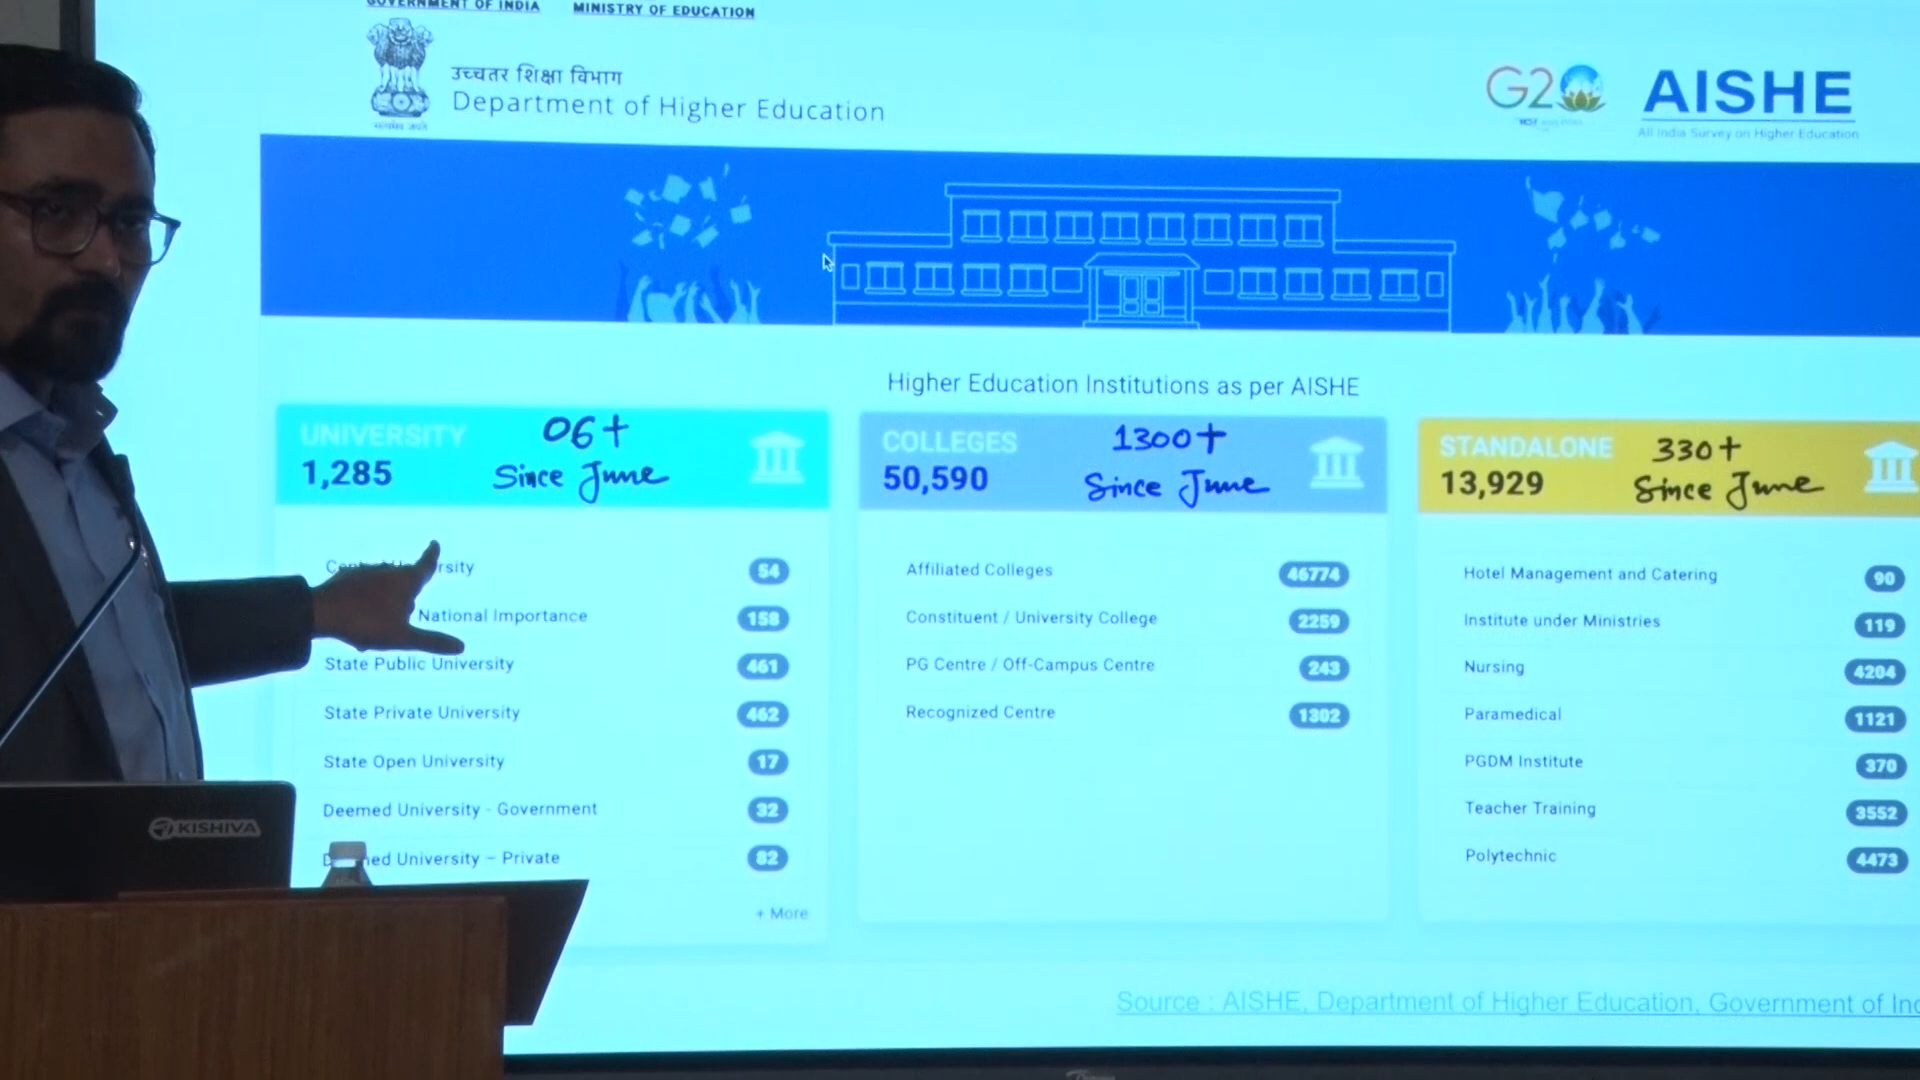 GOVERNMENT OF INDIA MINISTRY OF EDUCATION
उच्चतर शिक्षा विभाग
Department of Higher Education
G20
AISHE
All India Survey on Higher Education
Higher Education Institutions as per AISHE
UNIVERSITY 06+
1,285 Since June
Central University 54
National Importance 158
State Public University 461
State Private University 462
State Open University 17
Deemed University - Government 32
Deemed University – Private 82
+ More
COLLEGES 1300+
50,590 Since June
Affiliated Colleges 46774
Constituent / University College 2259
PG Centre / Off-Campus Centre 243
Recognized Centre 1302
STANDALONE 330+
13,929 Since June
Hotel Management and Catering 90
Institute under Ministries 119
Nursing 4204
Paramedical 1121
PGDM Institute 370
Teacher Training 3552
Polytechnic 4473
Source : AISHE, Department of Higher Education, Government of Ind
KISHIVA